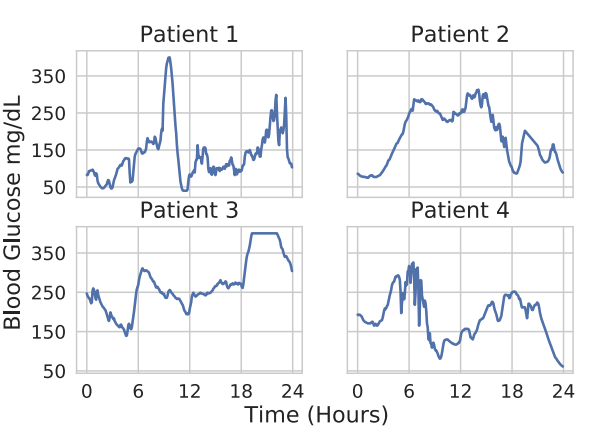 Patient 1
Patient 2
350
250
150
50
Patient 3
Patient 4
350
250
150
50
0 6 12 18 24
0 6 12 18 24
Blood Glucose mg/dL
Time (Hours)